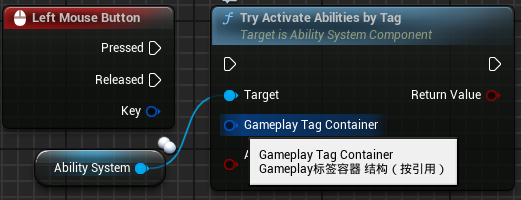 Left Mouse Button
Pressed
Released
Key
Ability System
Try Activate Abilities by Tag
Target is Ability System Component
Target
Return Value
Gameplay Tag Container
Gameplay Tag Container
Gameplay标签容器 结构（按引用）